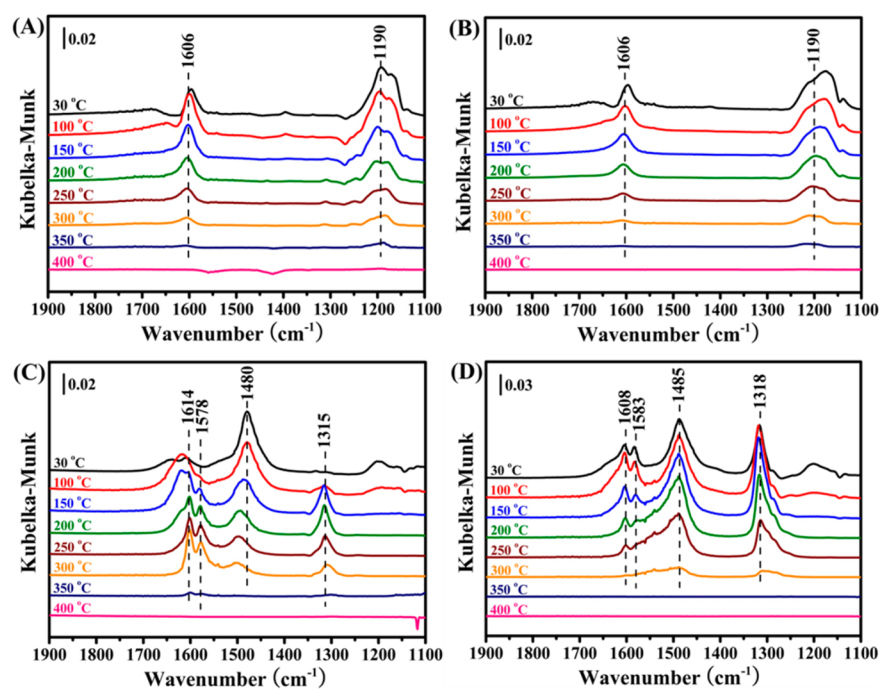 (A)
0.02
1606
1190
30 °C
100 °C
150 °C
200 °C
250 °C
300 °C
350 °C
400 °C
Kubelka-Munk
1900 1800 1700 1600 1500 1400 1300 1200 1100
Wavenumber (cm-1)
(B)
0.02
1606
1190
30 °C
100 °C
150 °C
200 °C
250 °C
300 °C
350 °C
400 °C
Kubelka-Munk
1900 1800 1700 1600 1500 1400 1300 1200 1100
Wavenumber (cm-1)
(C)
0.02
1614
1578
1480
1315
30 °C
100 °C
150 °C
200 °C
250 °C
300 °C
350 °C
400 °C
Kubelka-Munk
1900 1800 1700 1600 1500 1400 1300 1200 1100
Wavenumber (cm-1)
(D)
0.03
1608
1583
1485
1318
30 °C
100 °C
150 °C
200 °C
250 °C
300 °C
350 °C
400 °C
Kubelka-Munk
1900 1800 1700 1600 1500 1400 1300 1200 1100
Wavenumber (cm-1)